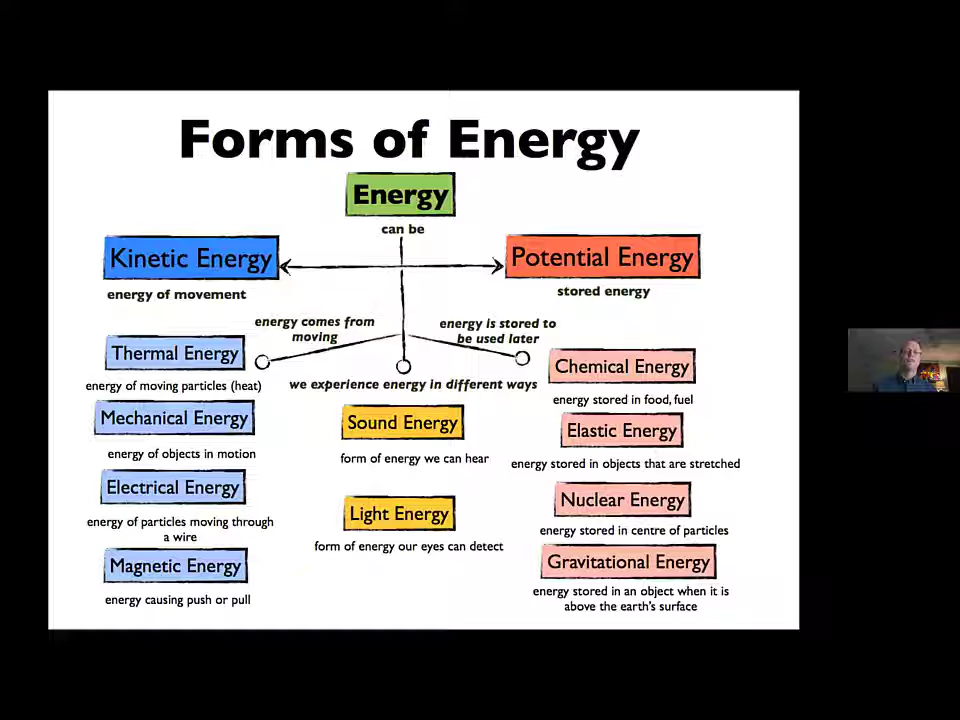 Forms of Energy
Energy
can be
Kinetic Energy
energy of movement
Potential Energy
stored energy
energy comes from
moving
energy is stored to
be used later
we experience energy in different ways
Thermal Energy
energy of moving particles (heat)
Mechanical Energy
energy of objects in motion
Electrical Energy
energy of particles moving through
a wire
Magnetic Energy
energy causing push or pull
Sound Energy
form of energy we can hear
Light Energy
form of energy our eyes can detect
Chemical Energy
energy stored in food, fuel
Elastic Energy
energy stored in objects that are stretched
Nuclear Energy
energy stored in centre of particles
Gravitational Energy
energy stored in an object when it is
above the earth's surface